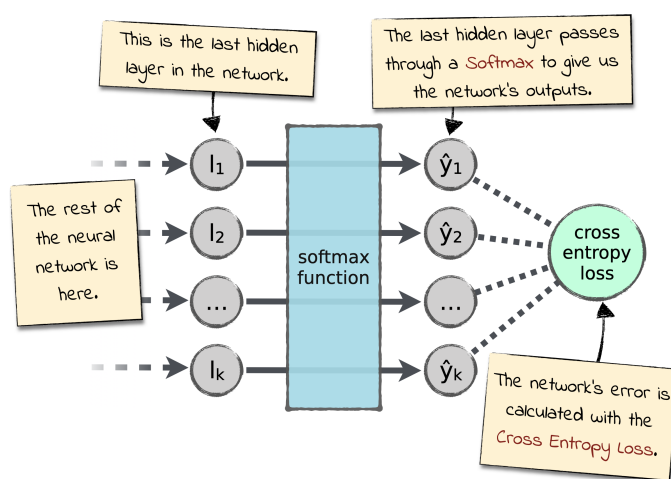 This is the last hidden
layer in the network.
The last hidden layer passes
through a Softmax to give us
the network's outputs.
The rest of
the neural
network is
here.
l1
l2
...
lk
softmax
function
ŷ1
ŷ2
...
ŷk
cross
entropy
loss
The network's error is
calculated with the
Cross Entropy Loss.